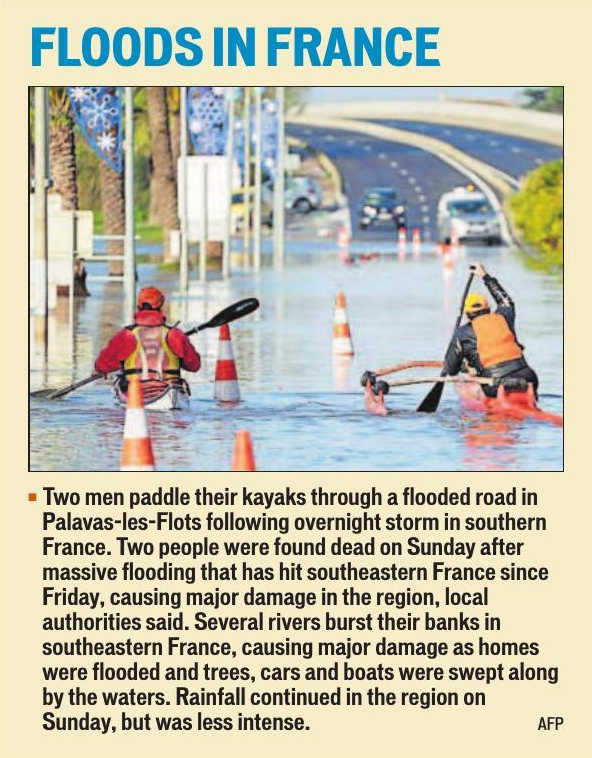 FLOODS IN FRANCE
Two men paddle their kayaks through a flooded road in
Palavas-les-Flots following overnight storm in southern
France. Two people were found dead on Sunday after
massive flooding that has hit southeastern France since
Friday, causing major damage in the region, local
authorities said. Several rivers burst their banks in
southeastern France, causing major damage as homes
were flooded and trees, cars and boats were swept along
by the waters. Rainfall continued in the region on
Sunday, but was less intense.
AFP